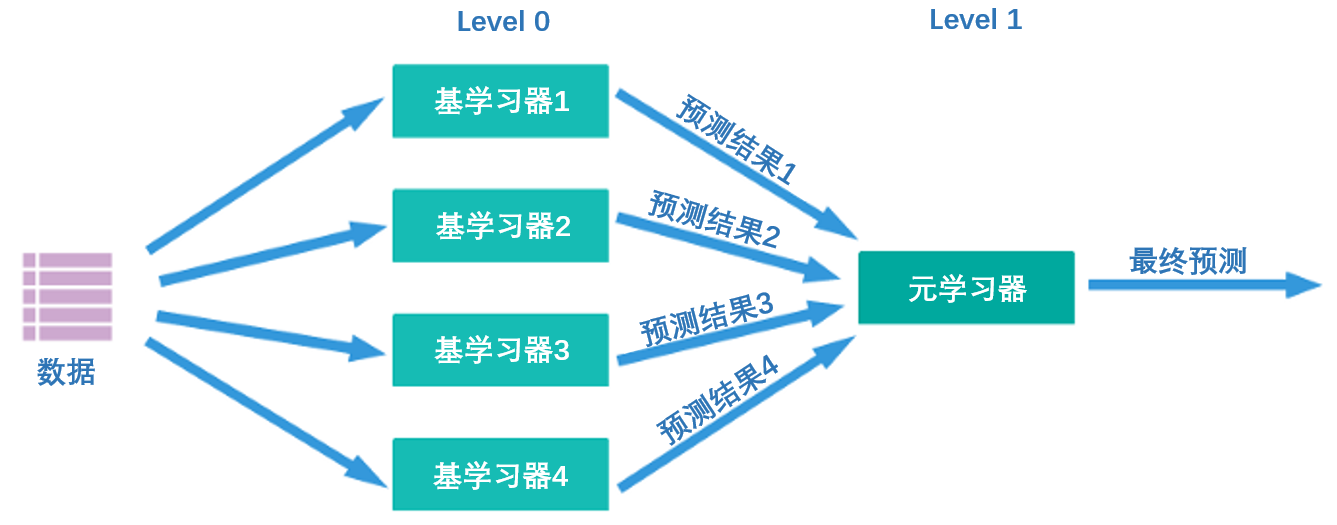 Level 0
Level 1
基学习器1
预测结果1
基学习器2
预测结果2
元学习器
最终预测
数据
基学习器3
预测结果3
基学习器4
预测结果4